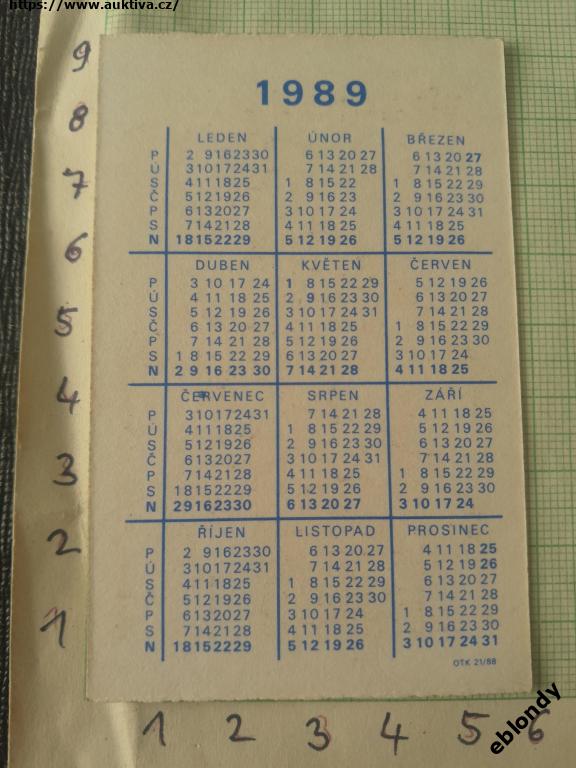 https://www.auktiva.cz/
1989
LEDEN ÚNOR BŘEZEN
P 2 9 16 23 30 6 13 20 27 6 13 20 27
Ú 3 10 17 24 31 7 14 21 28 7 14 21 28
S 4 11 18 25 1 8 15 22 1 8 15 22 29
Č 5 12 19 26 2 9 16 23 2 9 16 23 30
P 6 13 20 27 3 10 17 24 3 10 17 24 31
S 7 14 21 28 4 11 18 25 4 11 18 25
N 1 8 15 22 29 5 12 19 26 5 12 19 26
DUBEN KVĚTEN ČERVEN
P 3 10 17 24 1 8 15 22 29 5 12 19 26
Ú 4 11 18 25 2 9 16 23 30 6 13 20 27
S 5 12 19 26 3 10 17 24 31 7 14 21 28
Č 6 13 20 27 4 11 18 25 1 8 15 22 29
P 7 14 21 28 5 12 19 26 2 9 16 23 30
S 1 8 15 22 29 6 13 20 27 3 10 17 24
N 2 9 16 23 30 7 14 21 28 4 11 18 25
ČERVENEC SRPEN ZÁŘÍ
P 3 10 17 24 31 7 14 21 28 4 11 18 25
Ú 4 11 18 25 1 8 15 22 29 5 12 19 26
S 5 12 19 26 2 9 16 23 30 6 13 20 27
Č 6 13 20 27 3 10 17 24 31 7 14 21 28
P 7 14 21 28 4 11 18 25 1 8 15 22 29
S 1 8 15 22 29 5 12 19 26 2 9 16 23 30
N 2 9 16 23 30 6 13 20 27 3 10 17 24
ŘÍJEN LISTOPAD PROSINEC
P 2 9 16 23 30 6 13 20 27 4 11 18 25
Ú 3 10 17 24 31 7 14 21 28 5 12 19 26
S 4 11 18 25 1 8 15 22 29 6 13 20 27
Č 5 12 19 26 2 9 16 23 30 7 14 21 28
P 6 13 20 27 3 10 17 24 1 8 15 22 29
S 7 14 21 28 4 11 18 25 2 9 16 23 30
N 1 8 15 22 29 5 12 19 26 3 10 17 24 31
OTK 21/88
9
8
7
6
5
4
3
2
1
1 2 3 4 5 6
eblondy